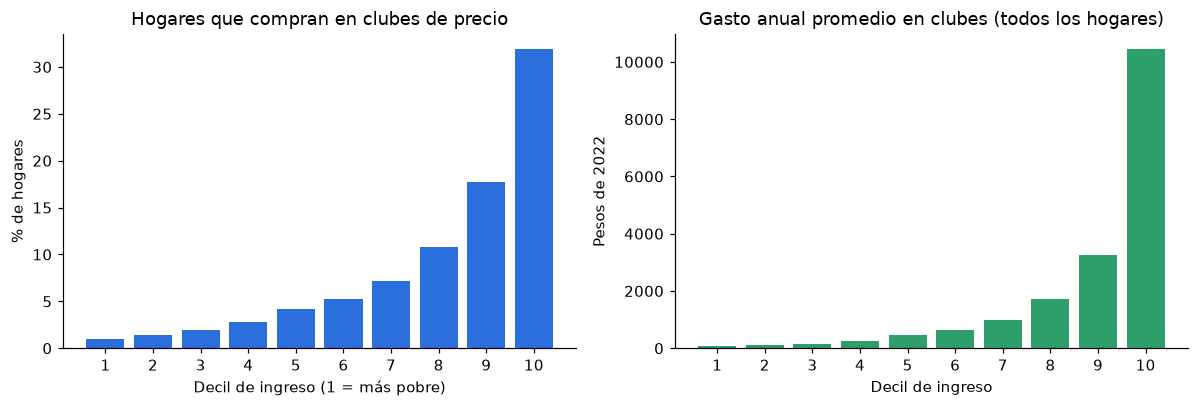 Hogares que compran en clubes de precio
% de hogares
30
25
20
15
10
5
0
1 2 3 4 5 6 7 8 9 10
Decil de ingreso (1 = más pobre)
Gasto anual promedio en clubes (todos los hogares)
Pesos de 2022
10000
8000
6000
4000
2000
0
1 2 3 4 5 6 7 8 9 10
Decil de ingreso